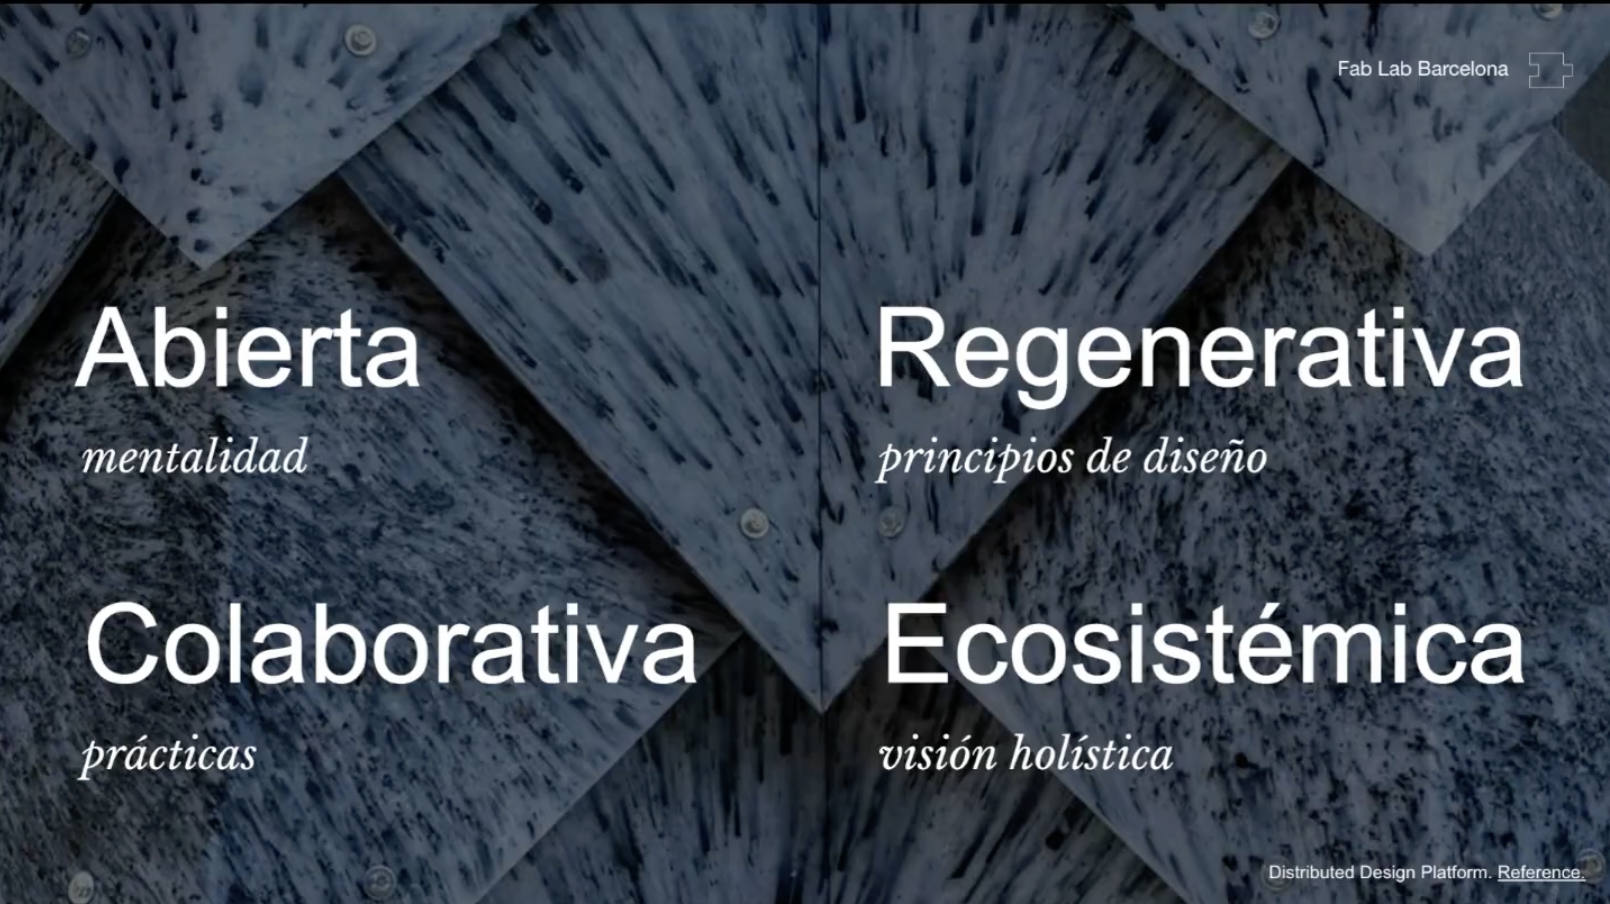 Fab Lab Barcelona
Abierta
mentalidad
Regenerativa
principios de diseño
Colaborativa
prácticas
Ecosistémica
visión holística
Distributed Design Platform. Reference.